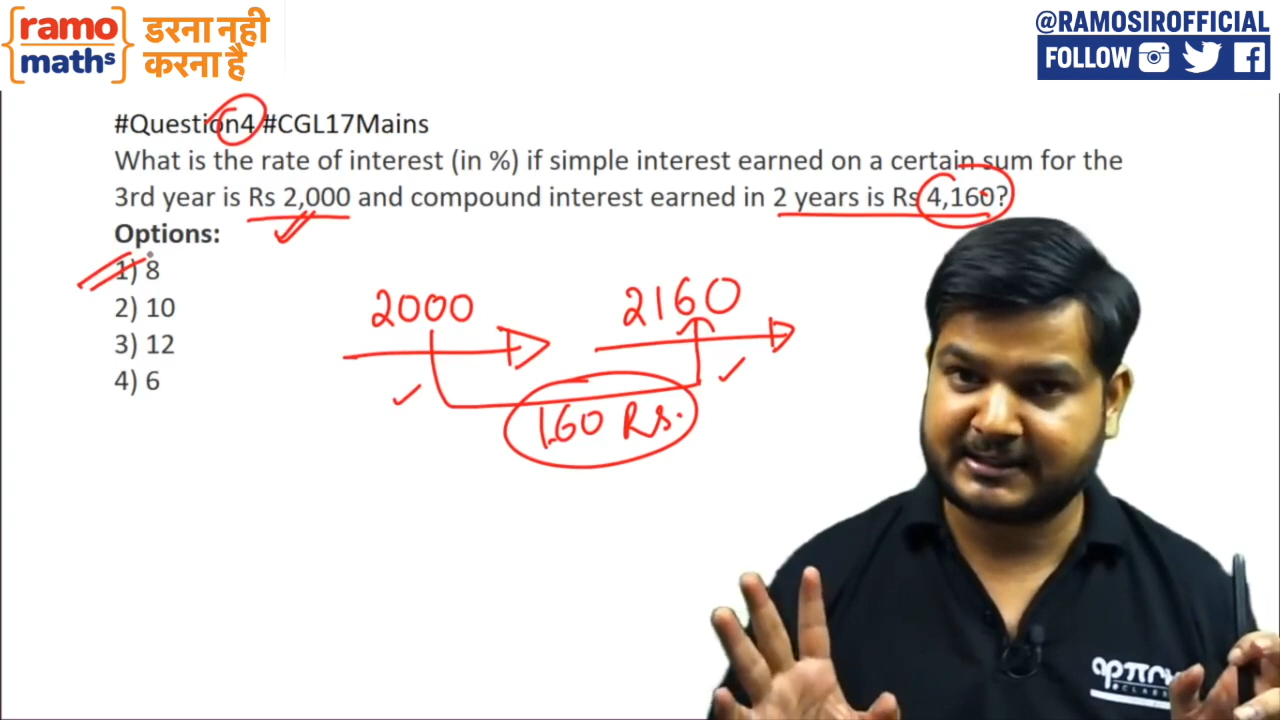 ramo
maths
डरना नही
करना है
@RAMOSIROFFICIAL
FOLLOW
#Question4 #CGL17Mains
What is the rate of interest (in %) if simple interest earned on a certain sum for the
3rd year is Rs 2,000 and compound interest earned in 2 years is Rs 4,160?
Options:
1) 8
2) 10
3) 12
4) 6
2000
2160
160 Rs.